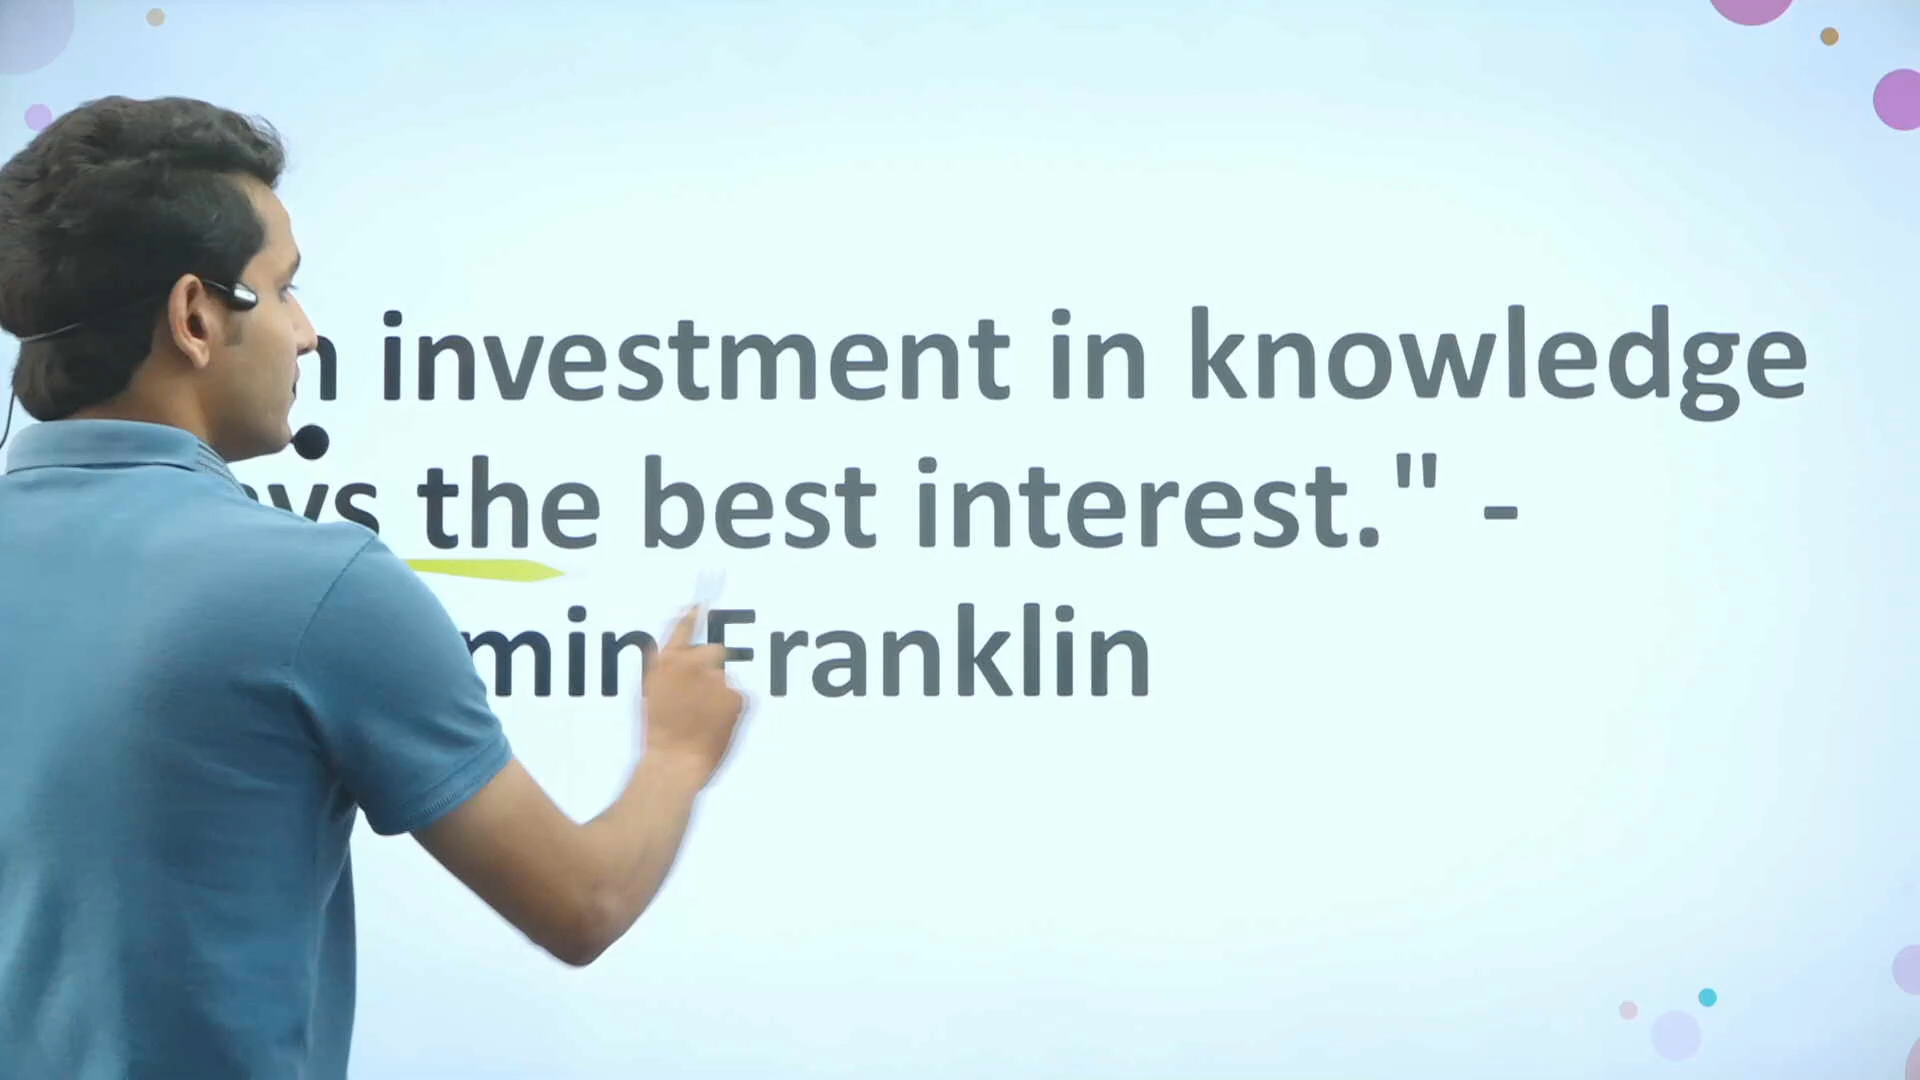 investment in knowledge
the best interest." -
Franklin